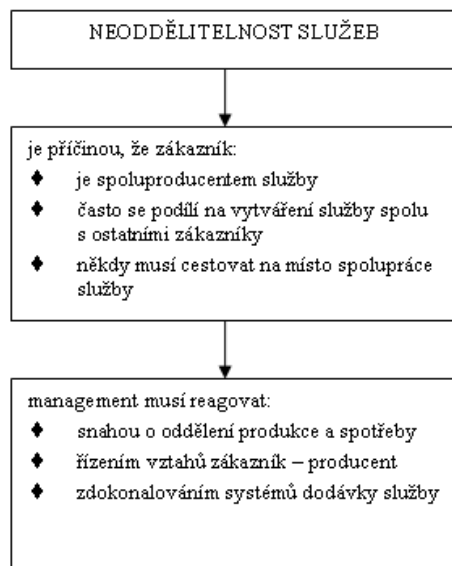 NEODDĚLITELNOST SLUŽEB
je příčinou, že zákazník:
♦ je spoluproducentem služby
♦ často se podílí na vytváření služby spolu
s ostatními zákazníky
♦ někdy musí cestovat na místo spolupráce
služby
management musí reagovat:
♦ snahou o oddělení produkce a spotřeby
♦ řízením vztahů zákazník – producent
♦ zdokonalováním systémů dodávky služby